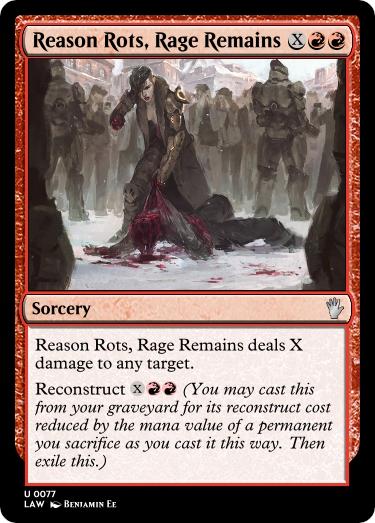 Reason Rots, Rage Remains X
Sorcery
Reason Rots, Rage Remains deals X
damage to any target.
Reconstruct X (You may cast this
from your graveyard for its reconstruct cost
reduced by the mana value of a permanent
you sacrifice as you cast it this way. Then
exile this.)
U 0077
LAW Benjamin Ee